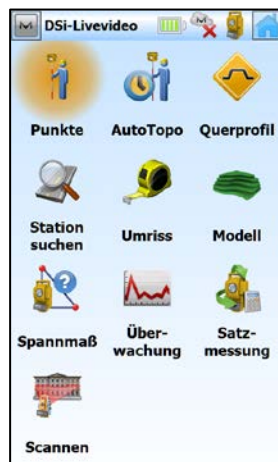 DSi-Livevideo
Punkte AutoTopo Querprofil
Station
suchen Umriss Modell
Spannmaß Über-
wachung Satz-
messung
Scannen